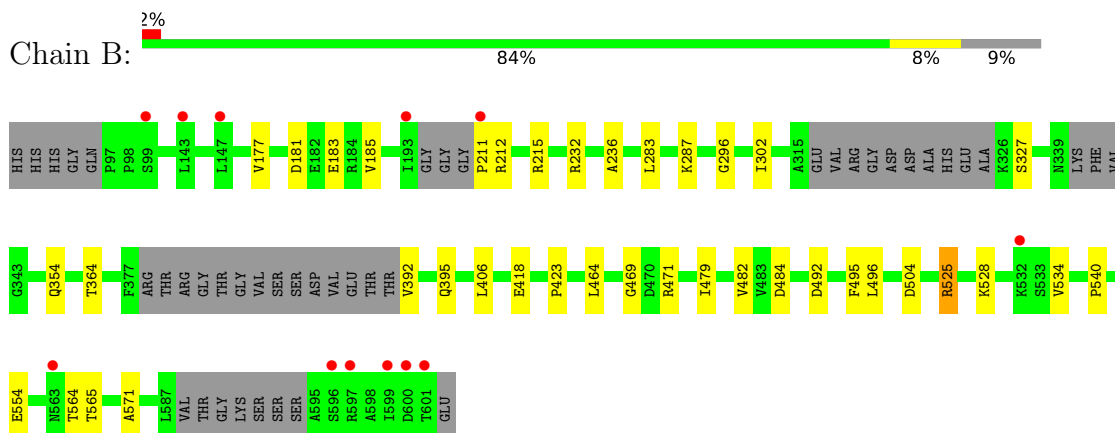 2%
Chain B:
84% 8% 9%
HIS HIS HIS GLY GLN P97 P98 S99 L143 L147 V177 D181 E182 E183 R184 V185 I193 GLY GLY GLY P211 R212 R215 R232 A236 L283 K287 G296 I302 A315 GLU VAL ARG GLY ASP ASP ALA HIS GLU ALA K326 S327 N339 LYS PHE VAL
G343 Q354 T364 F377 ARG THR ARG GLY THR GLY VAL SER SER ASP VAL GLU THR THR V392 Q395 L406 E418 P423 L464 G469 D470 R471 I479 V482 V483 D484 D492 F495 L496 D504 R525 K528 K532 S533 V534 P540
E554 N563 T564 T565 A571 L587 VAL THR GLY LYS SER SER SER A595 S596 R597 A598 I599 D600 T601 GLU